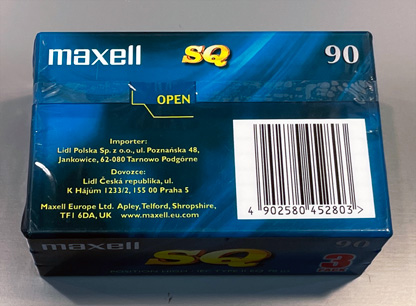 maxell SQ 90
OPEN
Importer:
Lidl Polska Sp. z o.o., ul. Poznańska 48,
Jankowice, 62-080 Tarnowo Podgórne
Dovozce:
Lidl Česká republika, ul.
K Hájům 1233/2, 155 00 Praha 5
Maxell Europe Ltd. Apley, Telford, Shropshire,
TF1 6DA, UK www.maxell.eu.com
4 902580 452803 >
maxell SQ 90
3